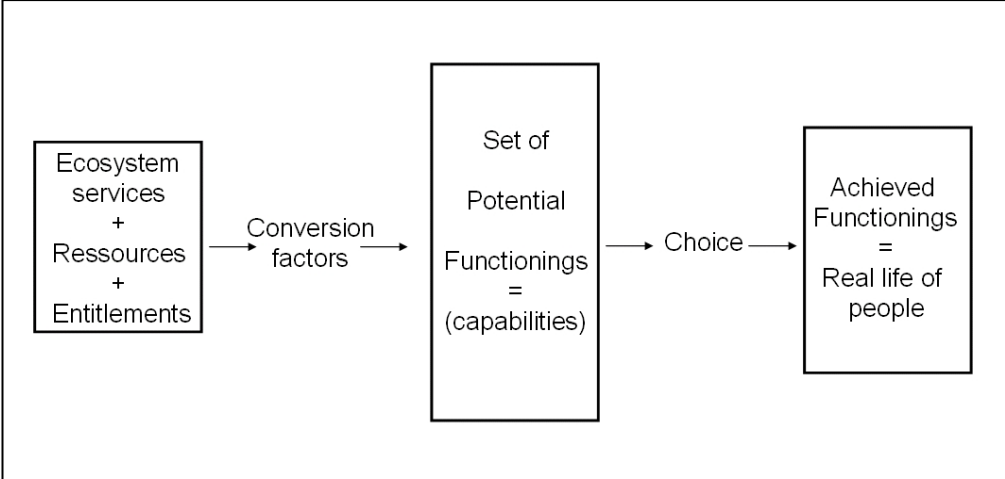 Ecosystem
services
+
Ressources
+
Entitlements
Conversion
factors
Set of
Potential
Functionings
=
(capabilities)
Choice
Achieved
Functionings
=
Real life of
people